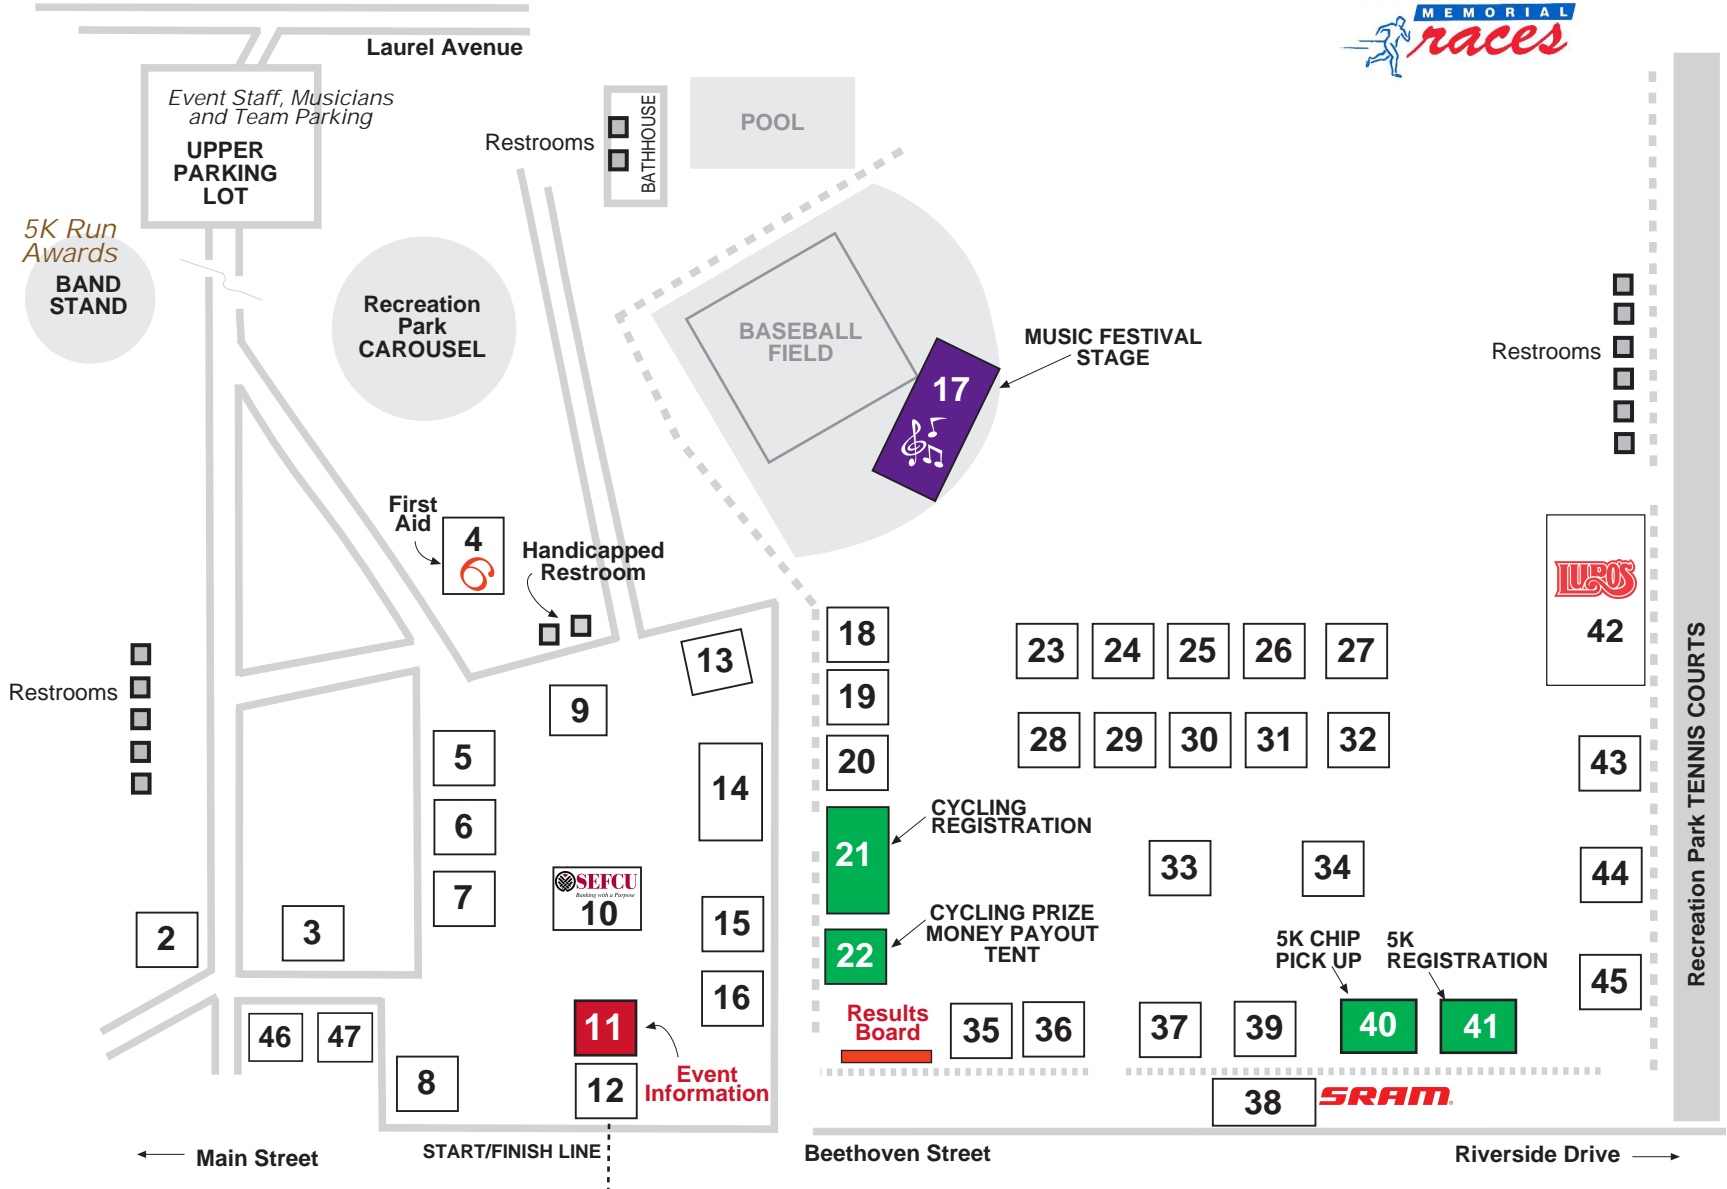 MEMORIAL
races
Laurel Avenue
Event Staff, Musicians
and Team Parking
UPPER
PARKING
LOT
Restrooms
BATHHOUSE
POOL
5K Run
Awards
BAND
STAND
Recreation
Park
CAROUSEL
BASEBALL
FIELD
17
MUSIC FESTIVAL
STAGE
Restrooms
First
Aid
4
Handicapped
Restroom
LUPO'S
42
Recreation Park TENNIS COURTS
Restrooms
13
18
19
20
23
24
25
26
27
28
29
30
31
32
43
9
5
6
7
14
CYCLING
REGISTRATION
21
33
34
44
SEFCU
Banking with a Purpose
10
2
3
15
16
CYCLING PRIZE
MONEY PAYOUT
TENT
22
5K CHIP
PICK UP
5K
REGISTRATION
45
46
47
8
11
12
Event
Information
Results
Board
35
36
37
39
40
41
38
SRAM
Main Street
START/FINISH LINE
Beethoven Street
Riverside Drive